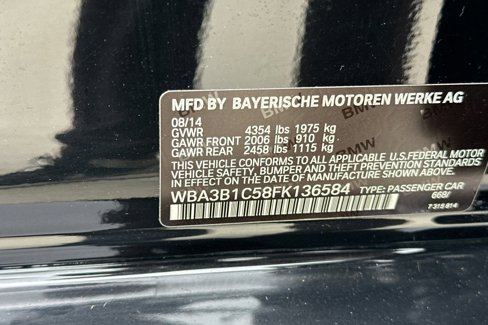 MFD BY BAYERISCHE MOTOREN WERKE AG
08/14
GVWR 4354 lbs 1975 kg
GAWR FRONT 2006 lbs 910 kg
GAWR REAR 2458 lbs 1115 kg
THIS VEHICLE CONFORMS TO ALL APPLICABLE U.S. FEDERAL MOTOR
VEHICLE SAFETY, BUMPER AND THEFT PREVENTION STANDARDS
IN EFFECT ON THE DATE OF MANUFACTURE SHOWN ABOVE.
WBA3B1C58FK136584 TYPE: PASSENGER CAR
668/
7 315 814